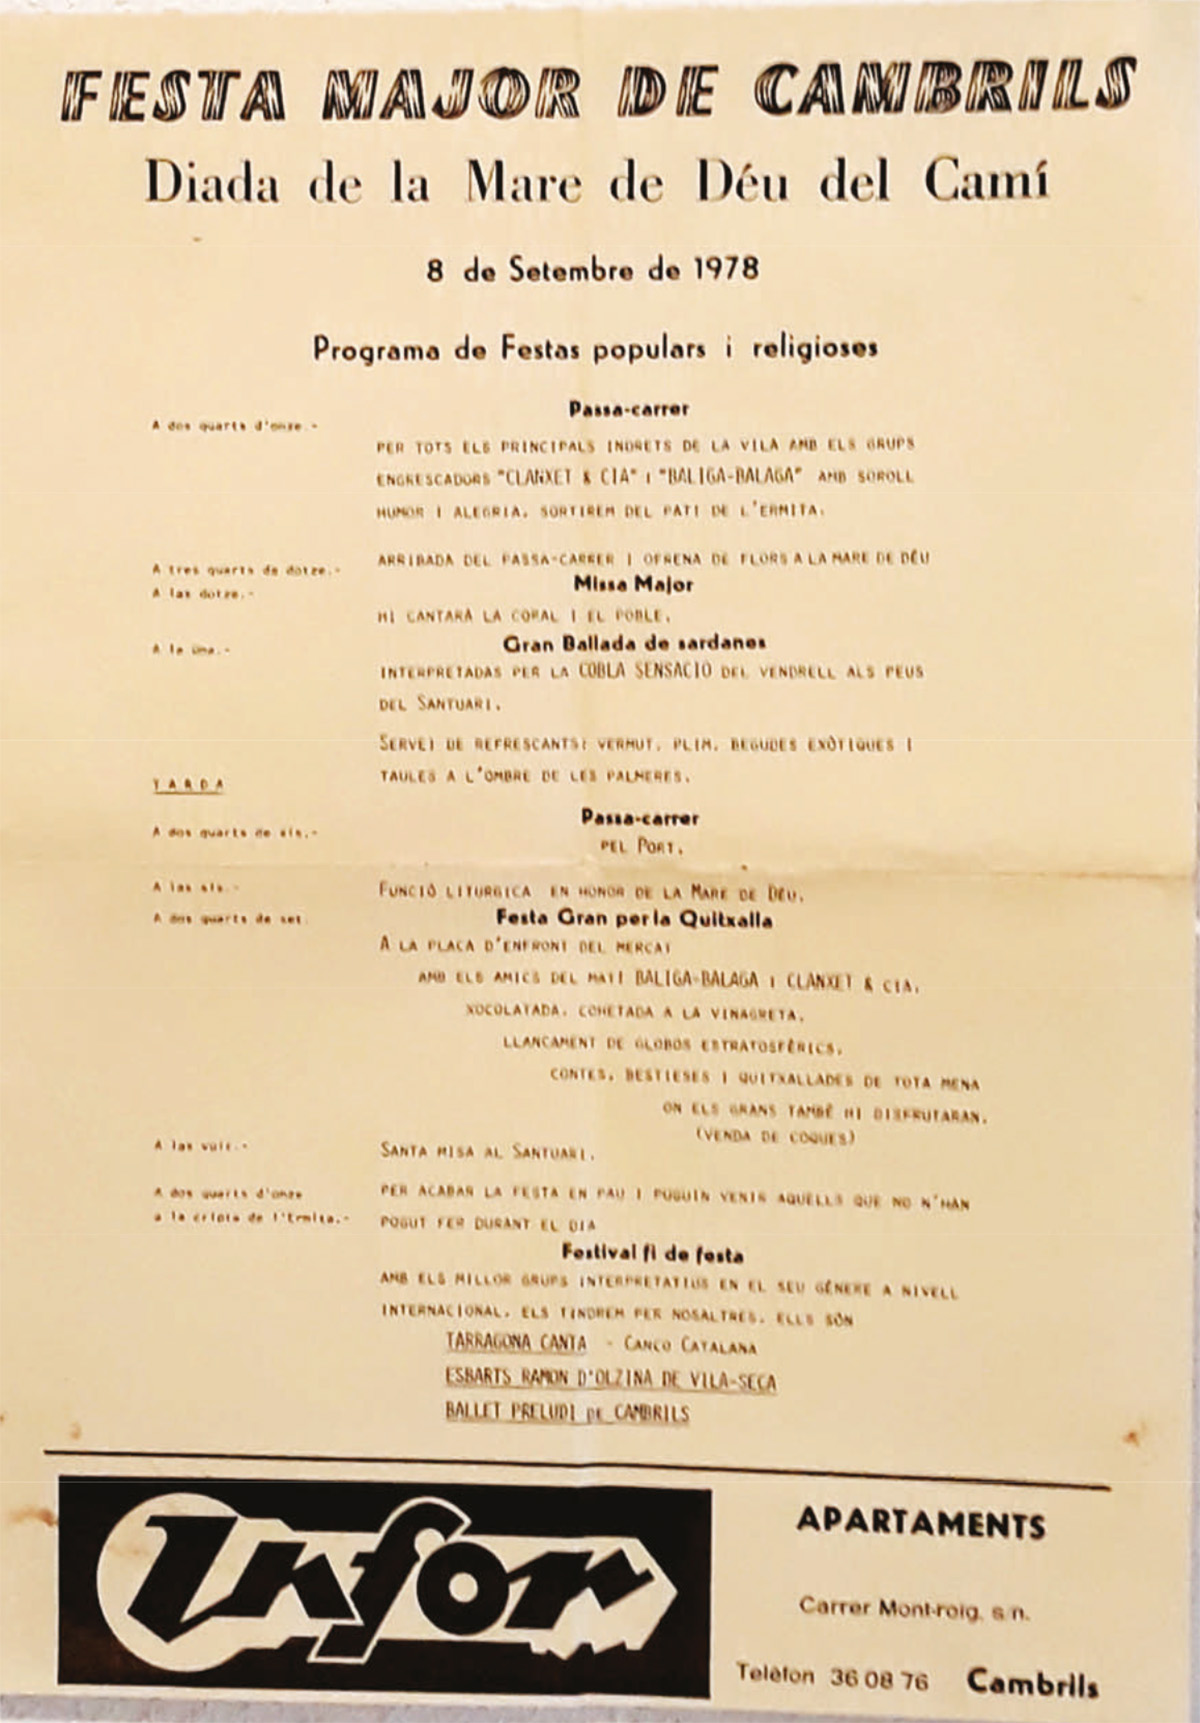 FESTA MAJOR DE CAMBRILS
Diada de la Mare de Déu del Camí
8 de Setembre de 1978
Programa de Festas populars i religioses
Passa-carrer
A dos quarts d'onze.-
PER TOTS ELS PRINCIPALS INDRETS DE LA VILA AMB ELS GRUPS
ENGRESCADORS "CLANXET & CIA" I "BALIGA-BALAGA" AMB SOROLL
HUMOR I ALEGRIA. SORTIREM DEL PATI DE L'ERMITA.
ARRIBADA DEL PASSA-CARRER I OFRENA DE FLORS A LA MARE DE DÉU
A tres quarts de dotze.-
Missa Major
A las dotze.-
HI CANTARÀ LA CORAL I EL POBLE.
Gran Ballada de sardanes
A la una.-
INTERPRETADAS PER LA COBLA SENSACIO DEL VENDRELL ALS PEUS
DEL SANTUARI.
SERVEI DE REFRESCANTS: VERMUT, PLIM, BEGUDES EXÒTIQUES I
TAULES A L'OMBRE DE LES PALMERES.
TARDA
Passa-carrer
A dos quarts de sis.-
PEL PORT.
A las sis.-
FUNCIÓ LITURGICA EN HONOR DE LA MARE DE DÉU.
A dos quarts de set.
Festa Gran per la Quitxalla
A LA PLAÇA D'ENFRONT DEL MERCAT
AMB ELS AMICS DEL MATI BALIGA-BALAGA I CLANXET & CIA.
XOCOLATADA, COHETADA A LA VINAGRETA,
LLANÇAMENT DE GLOBOS ESTRATOSFÈRICS,
CONTES, BESTIESES I QUITXALLADES DE TOTA MENA
ON ELS GRANS TAMBÉ HI DISFRUTARAN.
(VENDA DE COQUES)
A las vuit.-
SANTA MISA AL SANTUARI.
A dos quarts d'onze
PER ACABAR LA FESTA EN PAU I PUGUIN VENIR AQUELLS QUE NO N'HAN
a la cripta de l'Ermita.-
POGUT FER DURANT EL DIA
Festival fi de festa
AMB ELS MILLOR GRUPS INTERPRETATIUS EN EL SEU GÉNERE A NIVELL
INTERNACIONAL. ELS TINDREM PER NOSALTRES. ELLS SÓN
TARRAGONA CANTA - CANÇO CATALANA
ESBARTS RAMON D'OLZINA DE VILA-SECA
BALLET PRELUDI DE CAMBRILS
Infor
APARTAMENTS
Carrer Mont-roig, s/n.
Telèfon 36 08 76 Cambrils